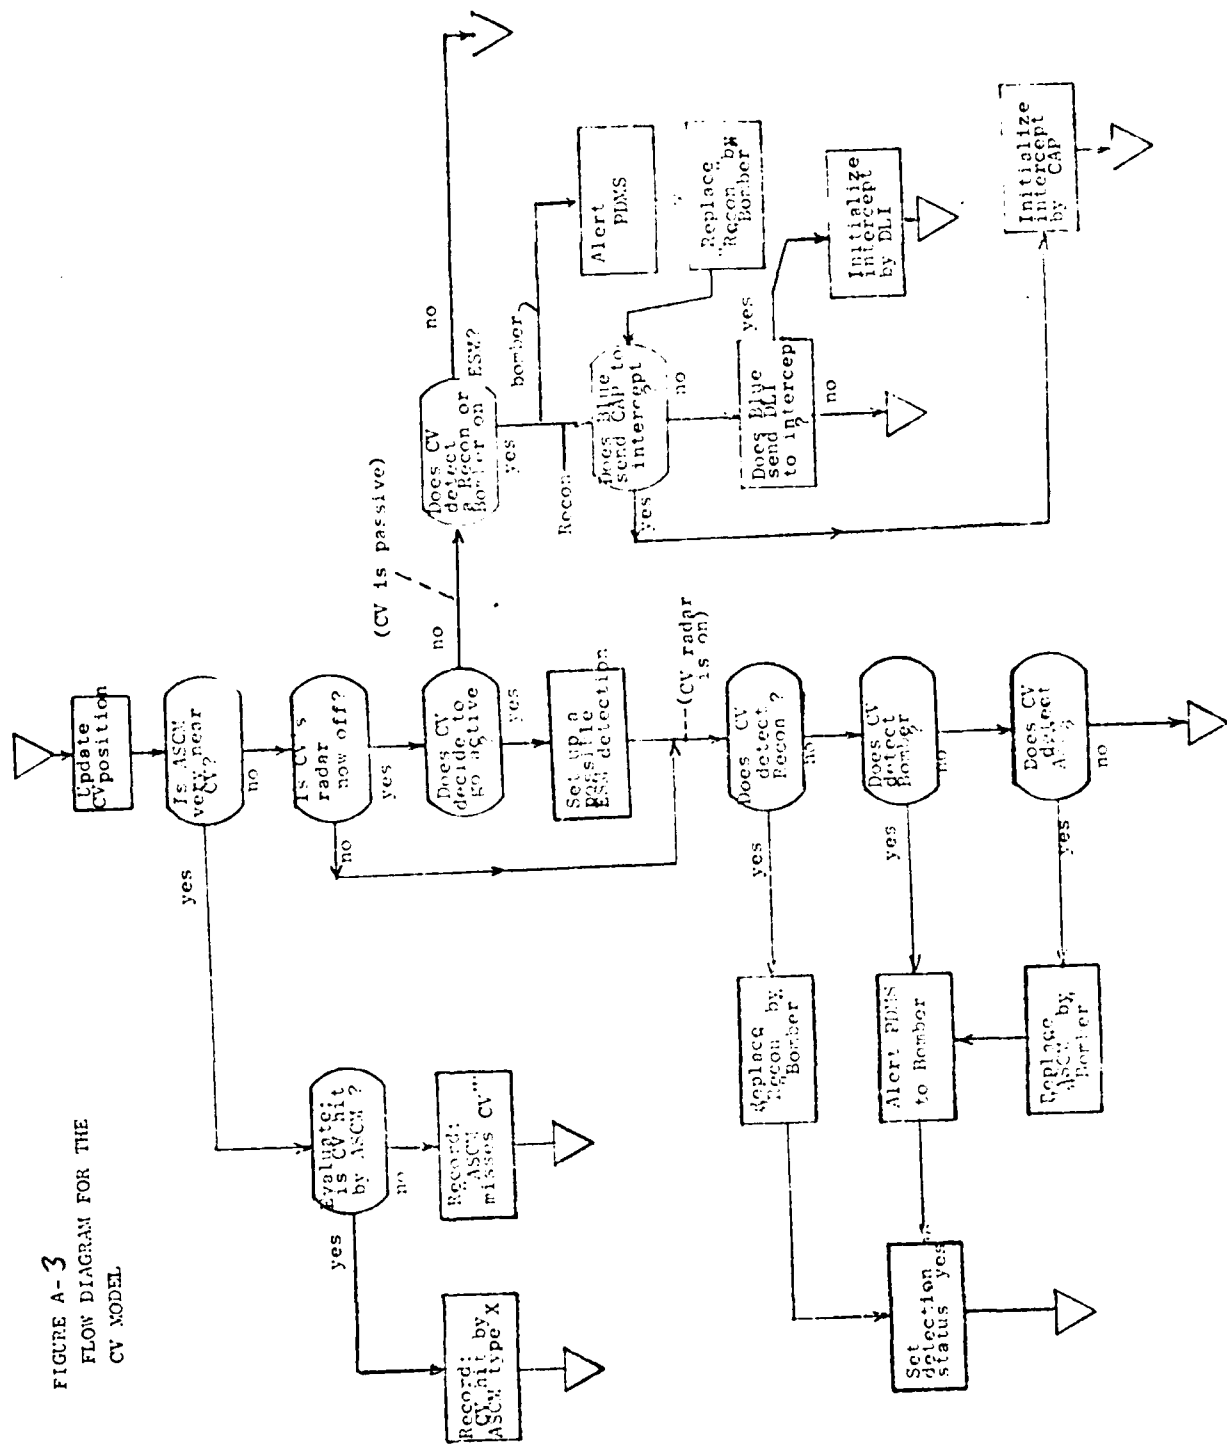 FIGURE A-3
FLOW DIAGRAM FOR THE
CV MODEL
Update
CV position
Is ASCM
very near
CV?
yes
no
Is CV's
radar
now off?
no
yes
Does CV
decide to
go active
no
(CV is passive)
yes
Set up a
possible
ESM detection
(CV radar
is on)
Does CV
detect
Recon ?
yes
no
Does CV
detect
Bomber?
yes
no
Does CV
detect
yes
no
Evaluate:
is CV hit
by ASCM ?
yes
no
Record:
"ASCM
misses CV"
Record:
CV hit by
ASCM type X
Replace
"Recon" by
Bomber
Alert PDMS
to Bomber
Replace
ASCM by
Bomber
Set
detection
status yes
Does CV
detect
a Recon or
Bomber on ESM?
no
yes
bomber
Recon
Alert
PDMS
Does Blue
send CAP to
intercept?
yes
no
Replace
"Recon" by
Bomber
Does Blue
send DLI
to intercep
?
yes
no
Initialize
intercept
by DLI
Initialize
intercept
by CAP